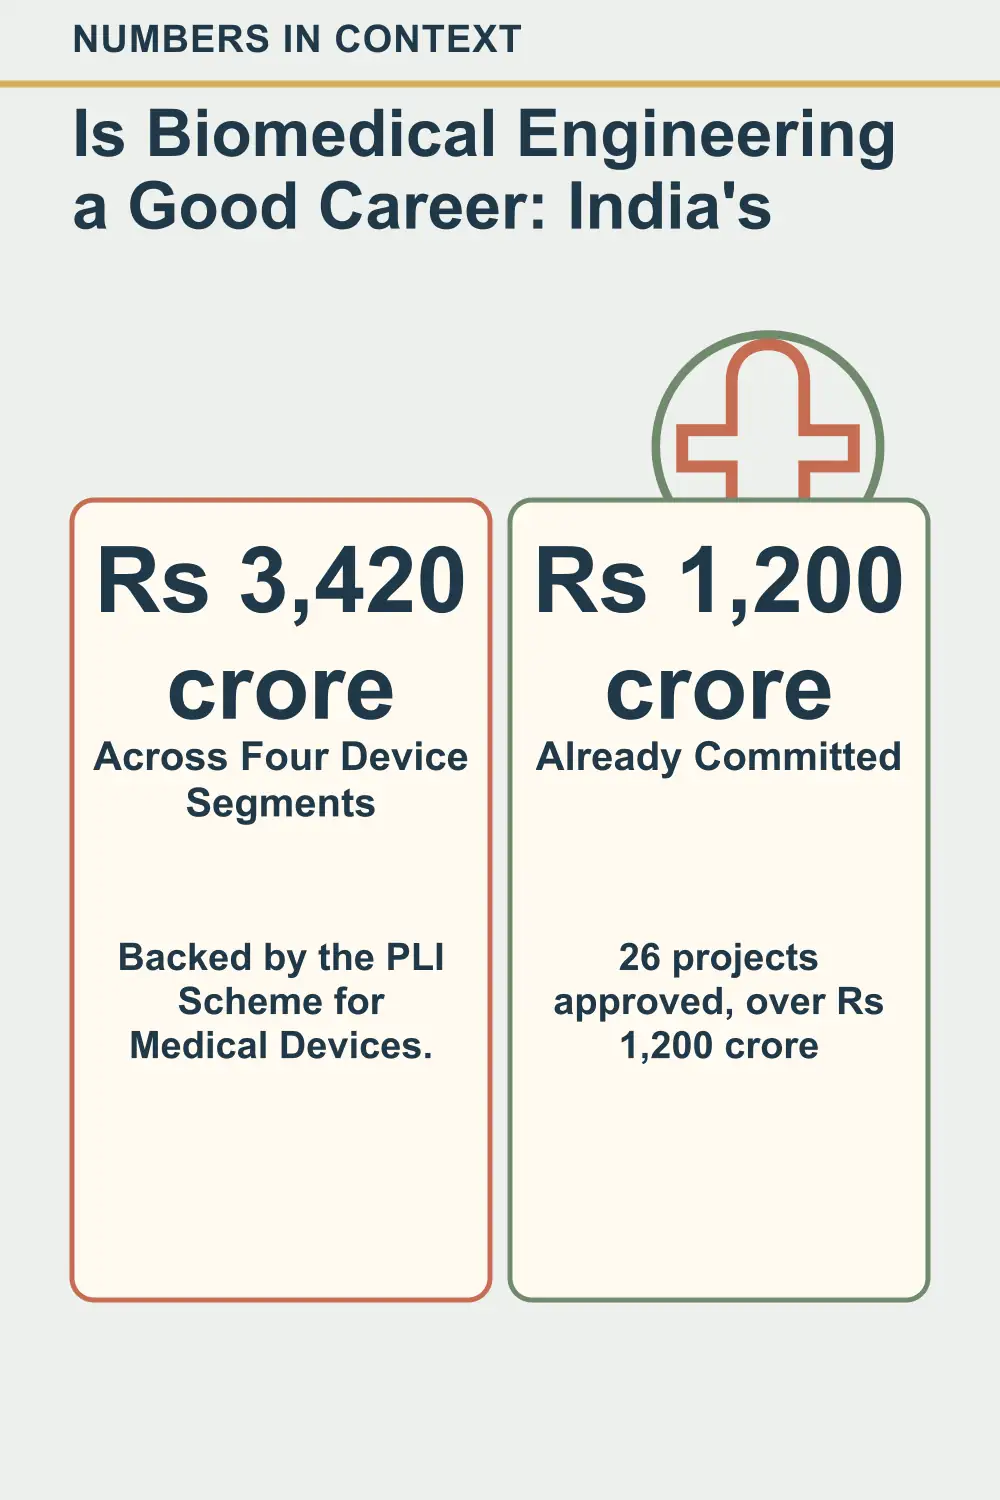 NUMBERS IN CONTEXT
Is Biomedical Engineering
a Good Career: India's
Rs 3,420
crore
Across Four Device
Segments
Backed by the PLI
Scheme for
Medical Devices.
Rs 1,200
crore
Already Committed
26 projects
approved, over Rs
1,200 crore